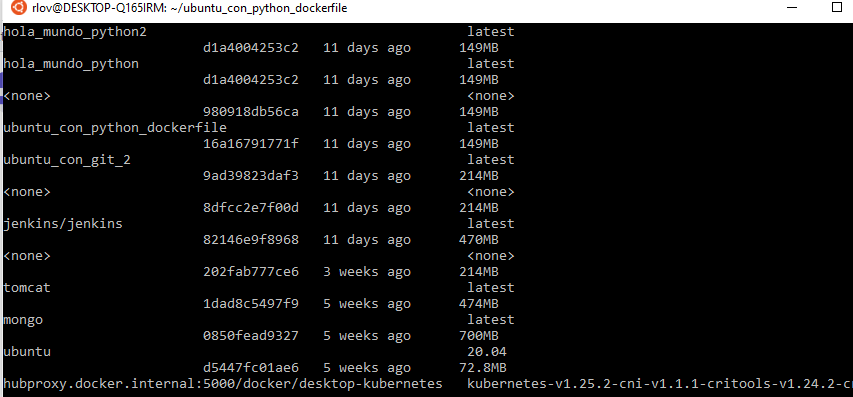 rlov@DESKTOP-Q165IRM: ~/ubuntu_con_python_dockerfile
hola_mundo_python2 latest
d1a4004253c2 11 days ago 149MB
hola_mundo_python latest
d1a4004253c2 11 days ago 149MB
<none> <none>
980918db56ca 11 days ago 149MB
ubuntu_con_python_dockerfile latest
16a16791771f 11 days ago 149MB
ubuntu_con_git_2 latest
9ad39823daf3 11 days ago 214MB
<none> <none>
8dfcc2e7f00d 11 days ago 214MB
jenkins/jenkins latest
82146e9f8968 11 days ago 470MB
<none> <none>
202fab777ce6 3 weeks ago 214MB
tomcat latest
1dad8c5497f9 5 weeks ago 474MB
mongo latest
0850fead9327 5 weeks ago 700MB
ubuntu 20.04
d5447fc01ae6 5 weeks ago 72.8MB
hubproxy.docker.internal:5000/docker/desktop-kubernetes kubernetes-v1.25.2-cni-v1.1.1-critools-v1.24.2-c